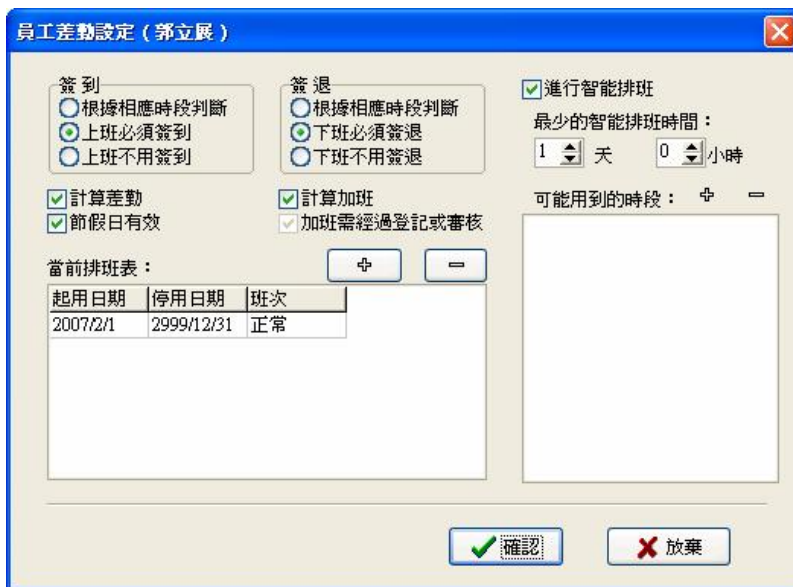 員工差勤設定（郭立展）
簽到
根據相應時段判斷
上班必須簽到
上班不用簽到
簽退
根據相應時段判斷
下班必須簽退
下班不用簽退
進行智能排班
最少的智能排班時間：
1 天 0 小時
計算差勤
節假日有效
計算加班
加班需經過登記或審核
可能用到的時段：
當前排班表：
起用日期 停用日期 班次
2007/2/1 2999/12/31 正常
確認
放棄